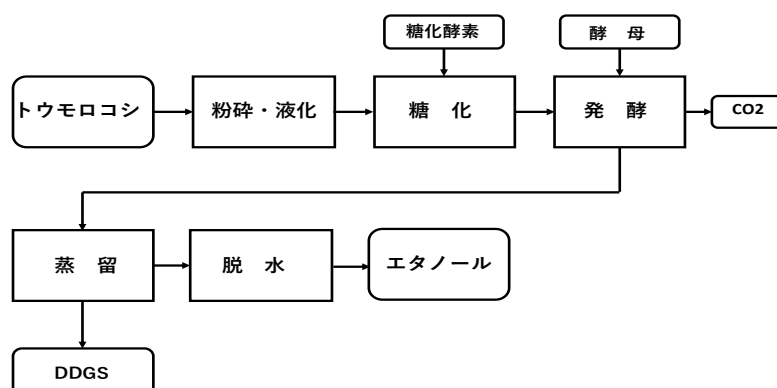 糖化酵素
酵 母
トウモロコシ
粉砕・液化
糖 化
発 酵
CO2
蒸 留
脱 水
エタノール
DDGS